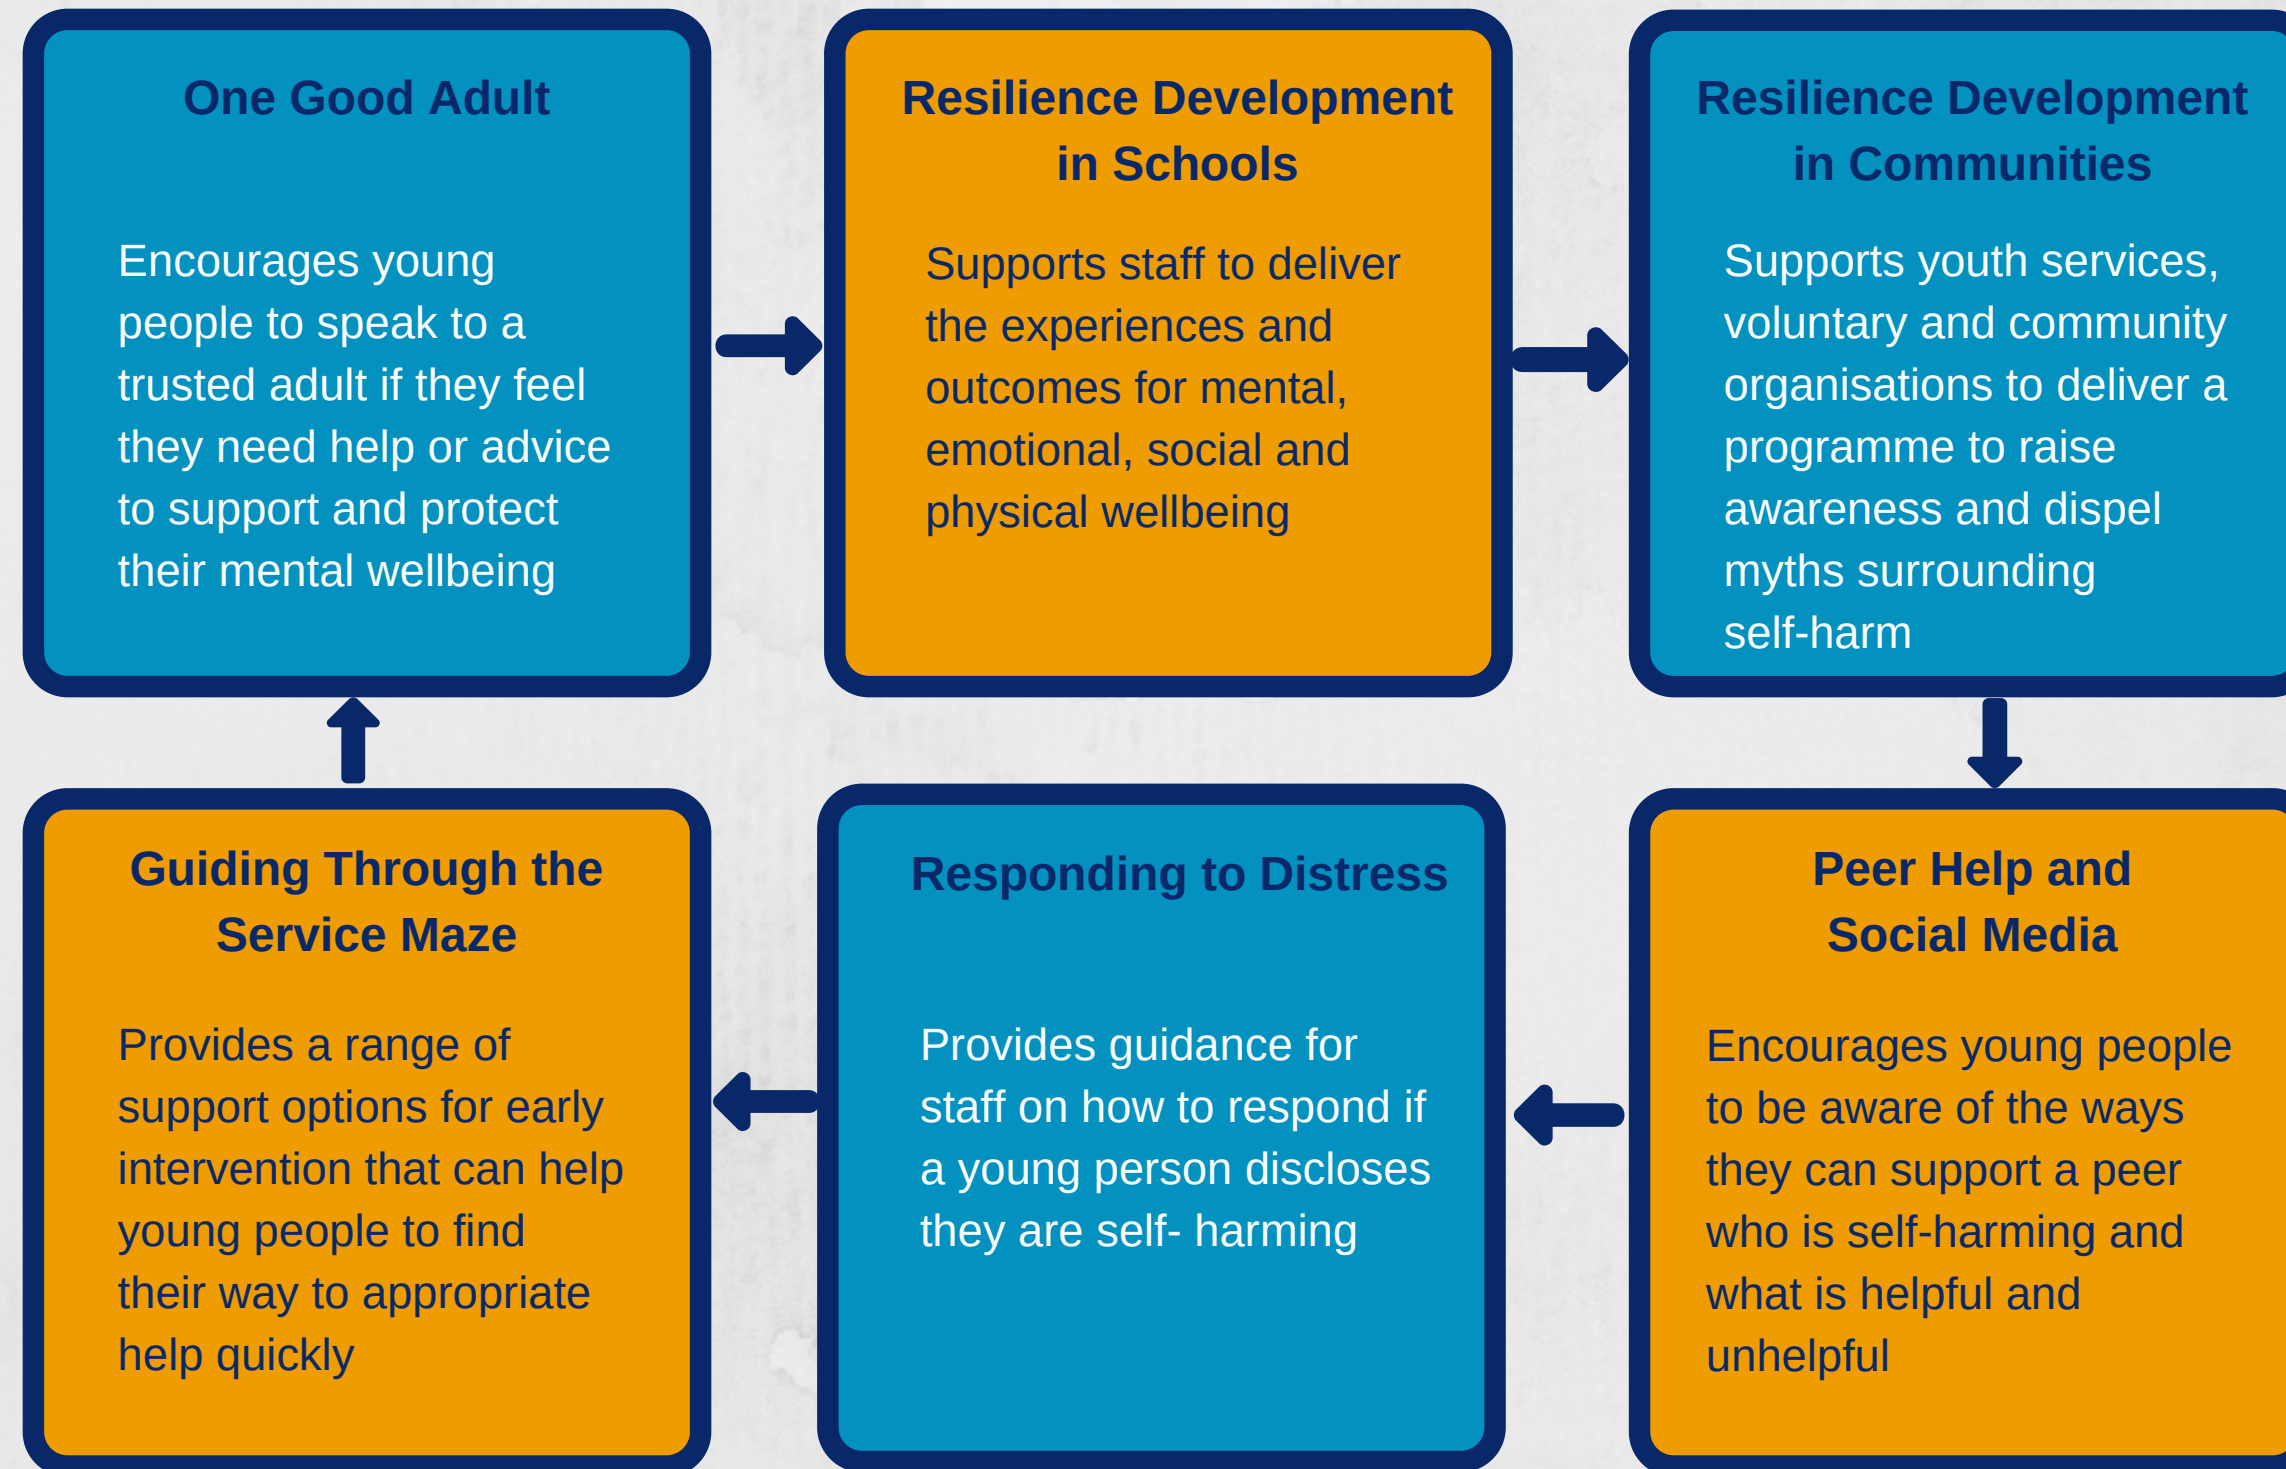 One Good Adult
Encourages young
people to speak to a
trusted adult if they feel
they need help or advice
to support and protect
their mental wellbeing
Resilience Development
in Schools
Supports staff to deliver
the experiences and
outcomes for mental,
emotional, social and
physical wellbeing
Resilience Development
in Communities
Supports youth services,
voluntary and community
organisations to deliver a
programme to raise
awareness and dispel
myths surrounding
self-harm
Guiding Through the
Service Maze
Provides a range of
support options for early
intervention that can help
young people to find
their way to appropriate
help quickly
Responding to Distress
Provides guidance for
staff on how to respond if
a young person discloses
they are self- harming
Peer Help and
Social Media
Encourages young people
to be aware of the ways
they can support a peer
who is self-harming and
what is helpful and
unhelpful